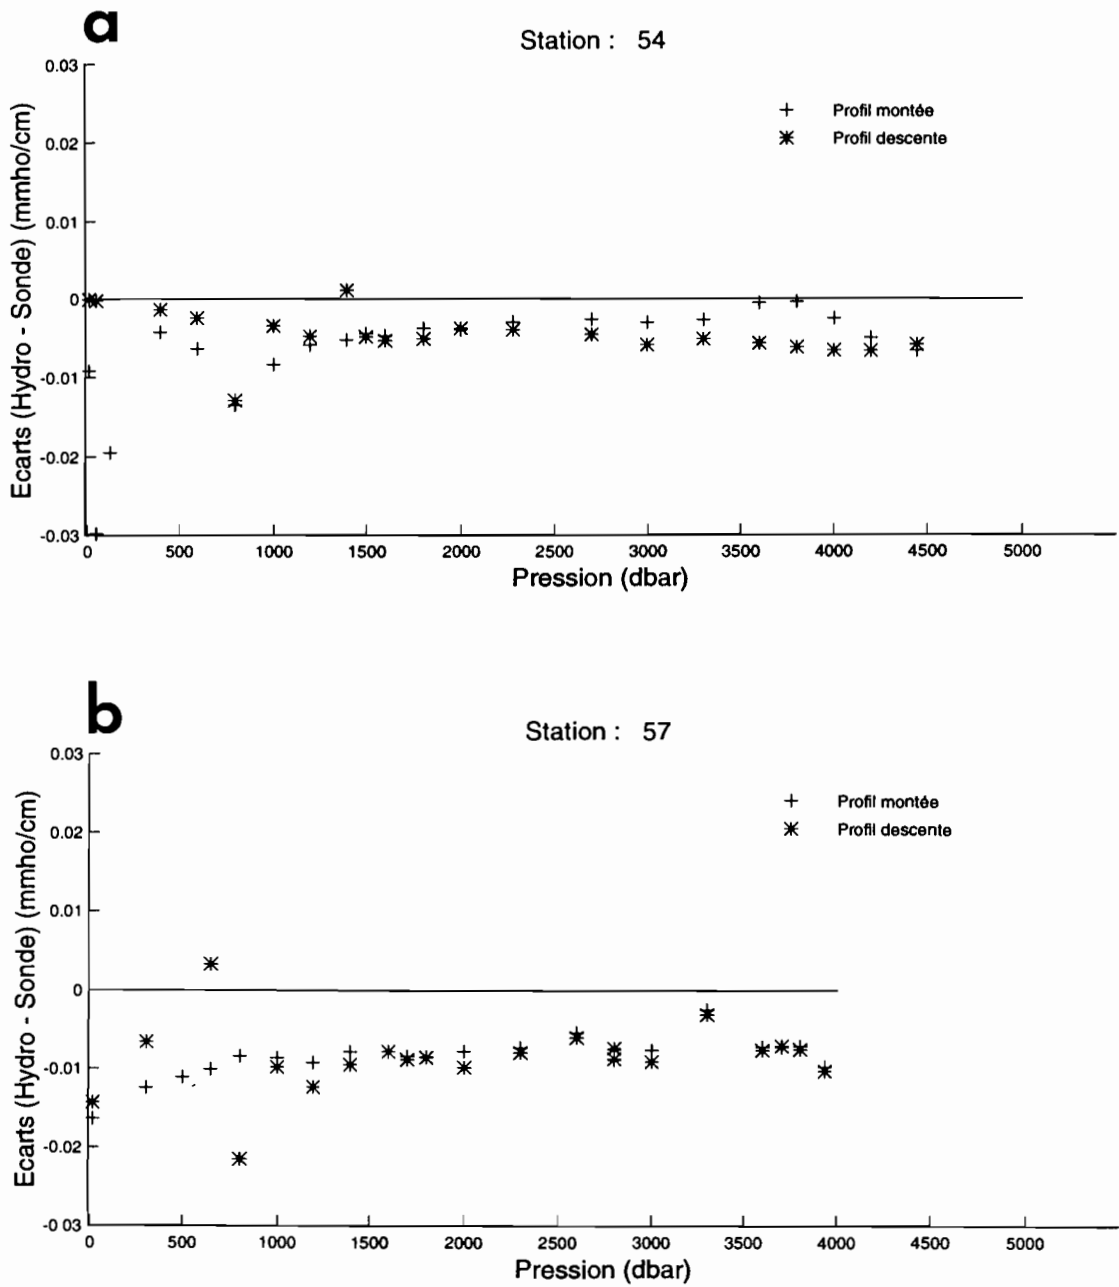 a
Station : 54
0.03
0.02
0.01
0
-0.01
-0.02
-0.03
Ecarts (Hydro - Sonde) (mmho/cm)
+ Profil montée
* Profil descente
0 500 1000 1500 2000 2500 3000 3500 4000 4500 5000
Pression (dbar)
b
Station : 57
0.03
0.02
0.01
0
-0.01
-0.02
-0 03
Ecarts (Hydro - Sonde) (mmho/cm)
+ Profil montée
* Profil descente
0 500 1000 1500 2000 2500 3000 3500 4000 4500 5000
Pression (dbar)